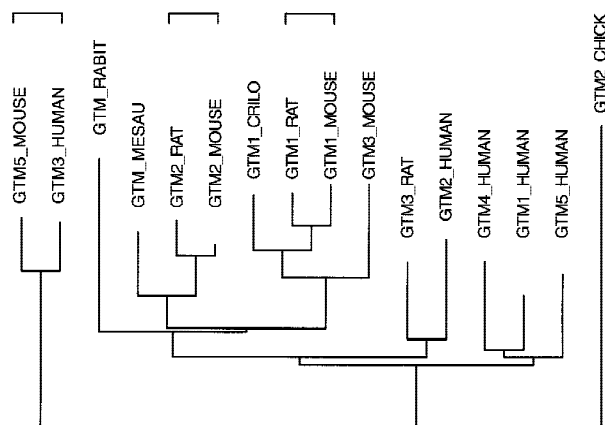 GTM5_MOUSE
GTM3_HUMAN
GTM_RABIT
GTM_MESAU
GTM2_RAT
GTM2_MOUSE
GTM1_CRILO
GTM1_RAT
GTM1_MOUSE
GTM3_MOUSE
GTM3_RAT
GTM2_HUMAN
GTM4_HUMAN
GTM1_HUMAN
GTM5_HUMAN
GTM2_CHICK